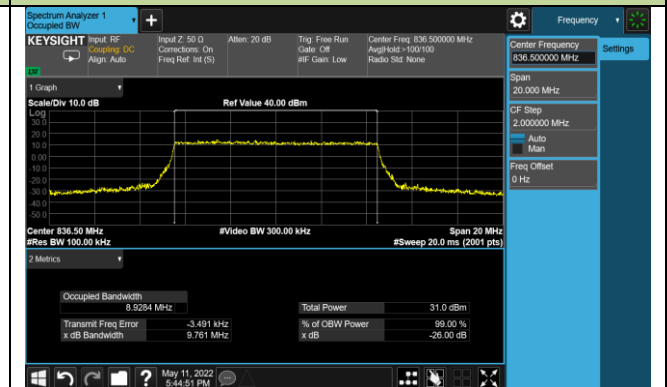 Spectrum Analyzer 1
Occupied BW
+
Frequency
KEYSIGHT
Input: RF
Coupling: DC
Align: Auto
Input Z: 50 Ω
Corrections: On
Freq Ref: Int (S)
Atten: 20 dB
Trig: Free Run
Gate: Off
#IF Gain: Low
Center Freq: 836.500000 MHz
Avg|Hold:>100/100
Radio Std: None
LW
Center Frequency
836.500000 MHz
Settings
Span
20.000 MHz
CF Step
2.000000 MHz
Auto
Man
Freq Offset
0 Hz
1 Graph
Scale/Div 10.0 dB
Ref Value 40.00 dBm
Log
30.0
20.0
10.0
0.00
-10.0
-20.0
-30.0
-40.0
-50.0
Center 836.50 MHz
#Video BW 300.00 kHz
Span 20 MHz
#Res BW 100.00 kHz
#Sweep 20.0 ms (2001 pts)
2 Metrics
Occupied Bandwidth
8.9284 MHz
Total Power
31.0 dBm
Transmit Freq Error
-3.491 kHz
% of OBW Power
99.00 %
x dB Bandwidth
9.761 MHz
x dB
-26.00 dB
?
May 11, 2022
5:44:51 PM